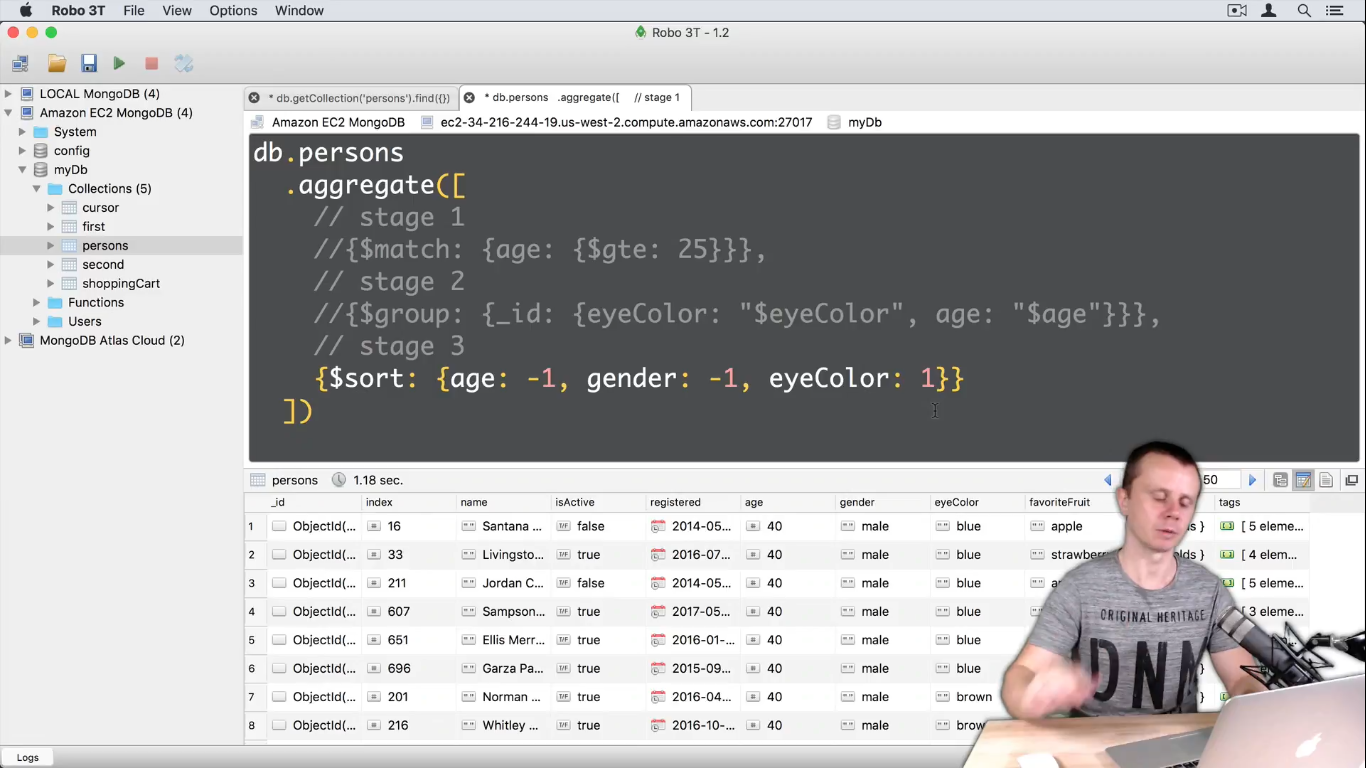 Robo 3T File View Options Window
Robo 3T - 1.2
LOCAL MongoDB (4)
Amazon EC2 MongoDB (4)
System
config
myDb
Collections (5)
cursor
first
persons
second
shoppingCart
Functions
Users
MongoDB Atlas Cloud (2)
* db.getCollection('persons').find({})
* db.persons .aggregate([ // stage 1
Amazon EC2 MongoDB ec2-34-216-244-19.us-west-2.compute.amazonaws.com:27017 myDb
db.persons
.aggregate([
// stage 1
//{$match: {age: {$gte: 25}}},
// stage 2
//{$group: {_id: {eyeColor: "$eyeColor", age: "$age"}}},
// stage 3
{$sort: {age: -1, gender: -1, eyeColor: 1}}
])
persons 1.18 sec. 50
_id index name isActive registered age gender eyeColor favoriteFruit tags
1 ObjectId(... # 16 "" Santana ... T/F false 2014-05... # 40 "" male "" blue "" apple } [ 5 eleme...
2 ObjectId(... # 33 "" Livingsto... T/F true 2016-07... # 40 "" male "" blue "" } [ 4 elem...
3 ObjectId(... # 211 "" Jordan C... T/F false 2014-05... # 40 "" male "" blue "" } [ 5 eleme...
4 ObjectId(... # 607 "" Sampson... T/F true 2017-05... # 40 "" male "" blue [ 3 elem...
5 ObjectId(... # 651 "" Ellis Merr... T/F true 2016-01-... # 40 "" male "" blue
6 ObjectId(... # 696 "" Garza Pa... T/F true 2015-09... # 40 "" male "" blue
7 ObjectId(... # 201 "" Norman ... T/F true 2016-04... # 40 "" male "" brown
8 ObjectId(... # 216 "" Whitley ... T/F true 2016-10-... # 40 "" male ""
ORIGINAL HERITAGE
DNM
Logs